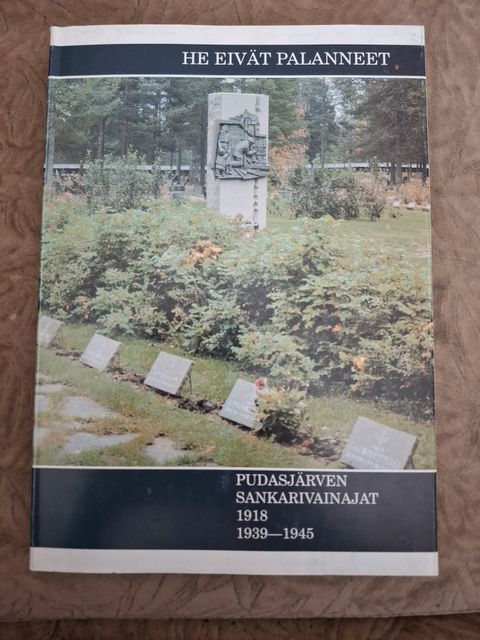 HE EIVÄT PALANNEET
PUDASJÄRVEN
SANKARIVAINAJAT
1918
1939—1945